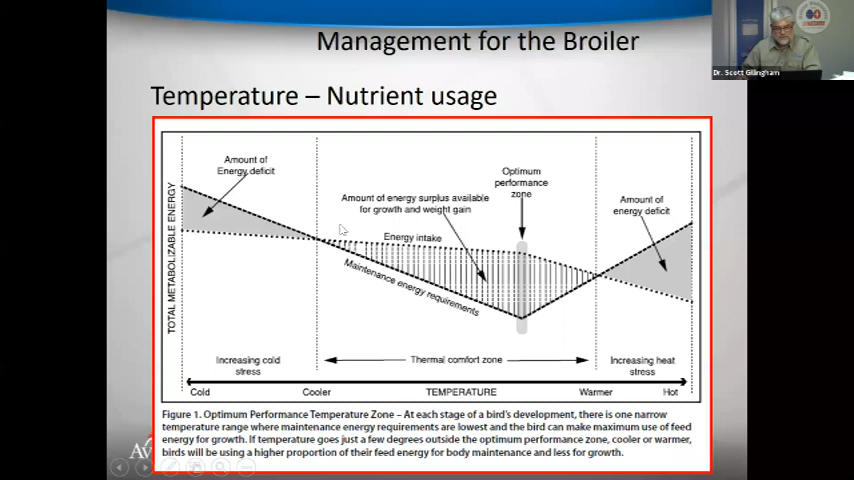 Management for the Broiler
Dr. Scott Gillingham
Temperature – Nutrient usage
Amount of
Energy deficit
Optimum
performance
zone
Amount of energy surplus available
for growth and weight gain
Amount of
energy deficit
Energy intake
Maintenance energy requirements
TOTAL METABOLIZABLE ENERGY
Increasing cold
stress
Thermal comfort zone
Increasing heat
stress
Cold
Cooler
TEMPERATURE
Warmer
Hot
Figure 1. Optimum Performance Temperature Zone – At each stage of a bird's development, there is one narrow
temperature range where maintenance energy requirements are lowest and the bird can make maximum use of feed
energy for growth. If temperature goes just a few degrees outside the optimum performance zone, cooler or warmer,
birds will be using a higher proportion of their feed energy for body maintenance and less for growth.